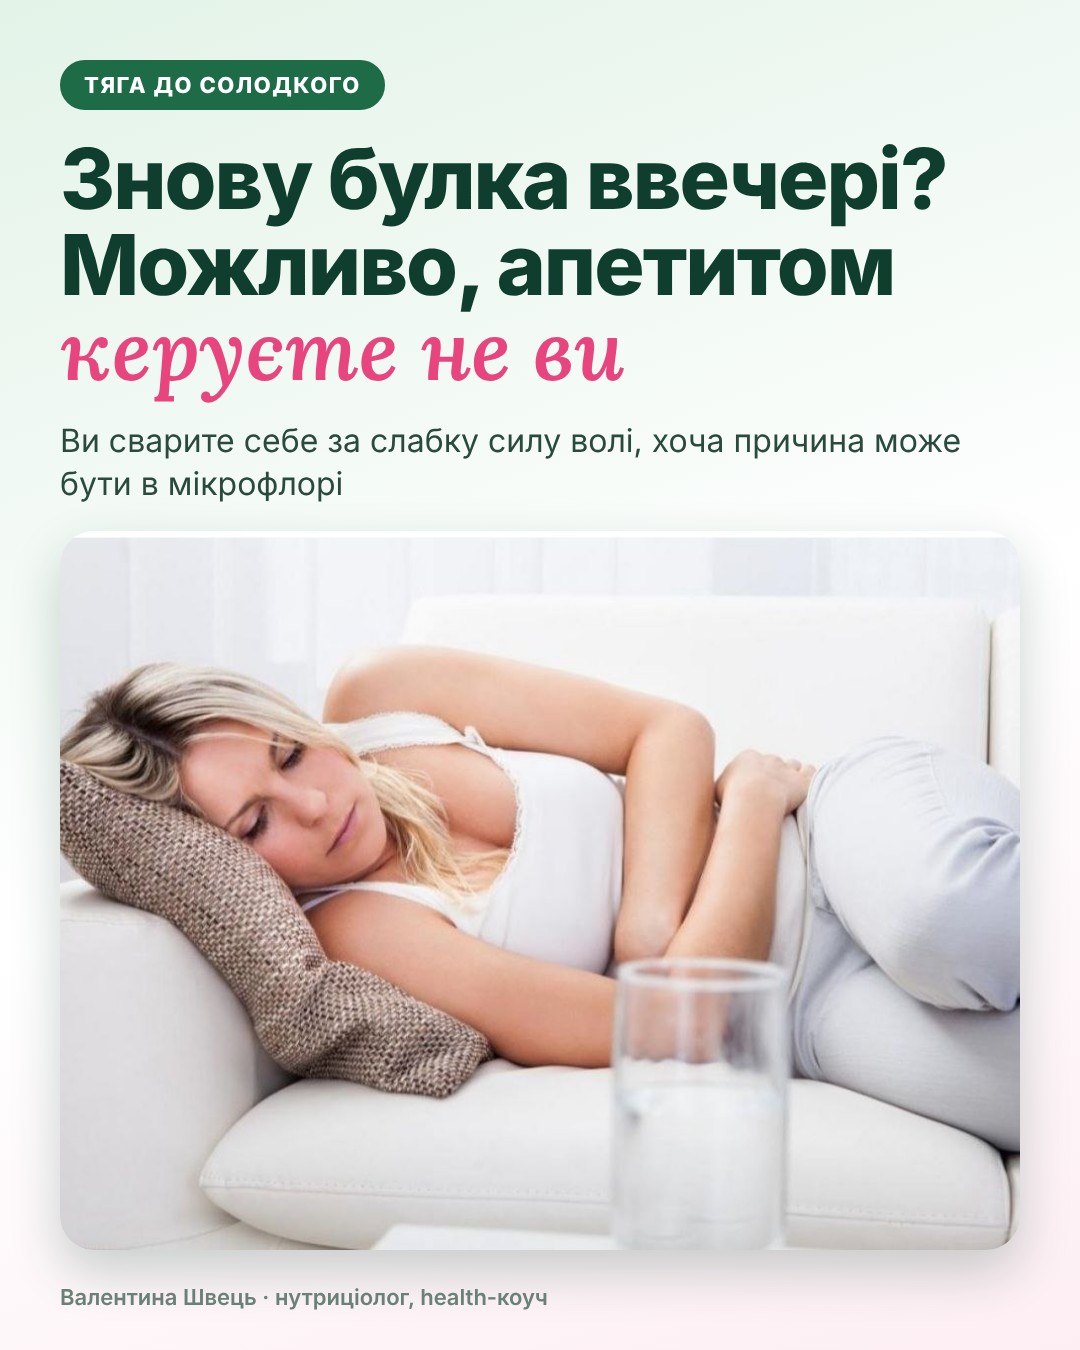 ТЯГА ДО СОЛОДКОГО
Знову булка ввечері?
Можливо, апетитом
керуєте не ви
Ви сварите себе за слабку силу волі, хоча причина може
бути в мікрофлорі
Валентина Швець · нутриціолог, health-коуч